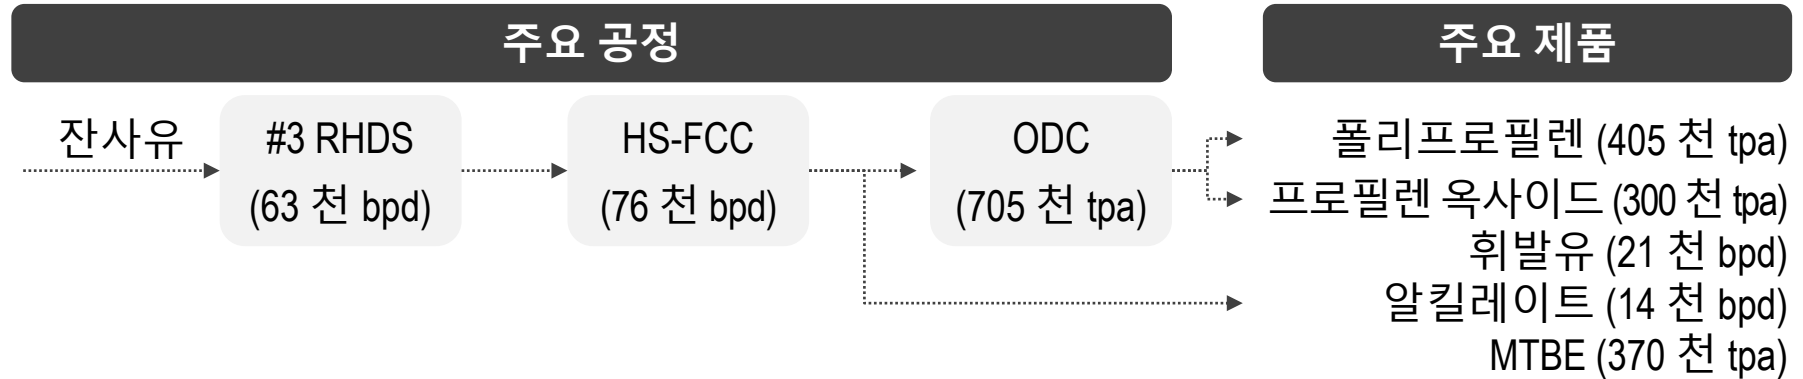 주요 공정
주요 제품
잔사유
#3 RHDS
(63 천 bpd)
HS-FCC
(76 천 bpd)
ODC
(705 천 tpa)
폴리프로필렌 (405 천 tpa)
프로필렌 옥사이드 (300 천 tpa)
휘발유 (21 천 bpd)
알킬레이트 (14 천 bpd)
MTBE (370 천 tpa)